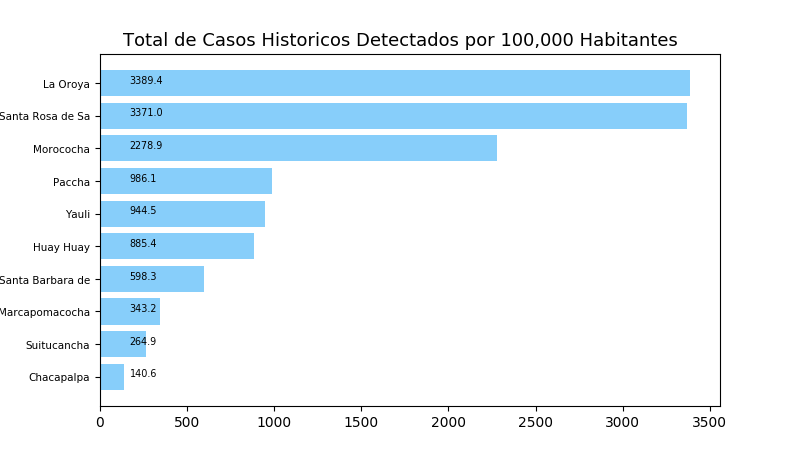 Total de Casos Historicos Detectados por 100,000 Habitantes
La Oroya 3389.4
Santa Rosa de Sa 3371.0
Morococha 2278.9
Paccha 986.1
Yauli 944.5
Huay Huay 885.4
Santa Barbara de 598.3
Marcapomacocha 343.2
Suitucancha 264.9
Chacapalpa 140.6
0 500 1000 1500 2000 2500 3000 3500